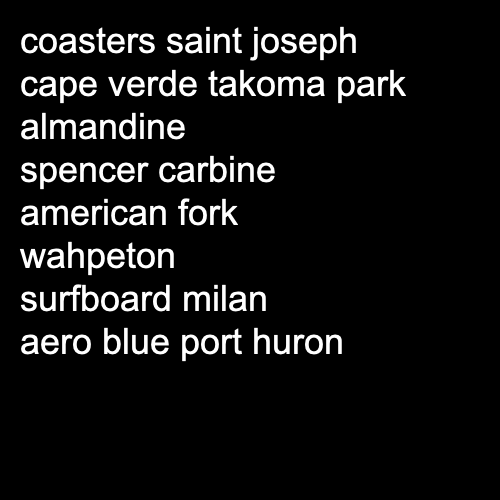 coasters saint joseph
cape verde takoma park
almandine
spencer carbine
american fork
wahpeton
surfboard milan
aero blue port huron